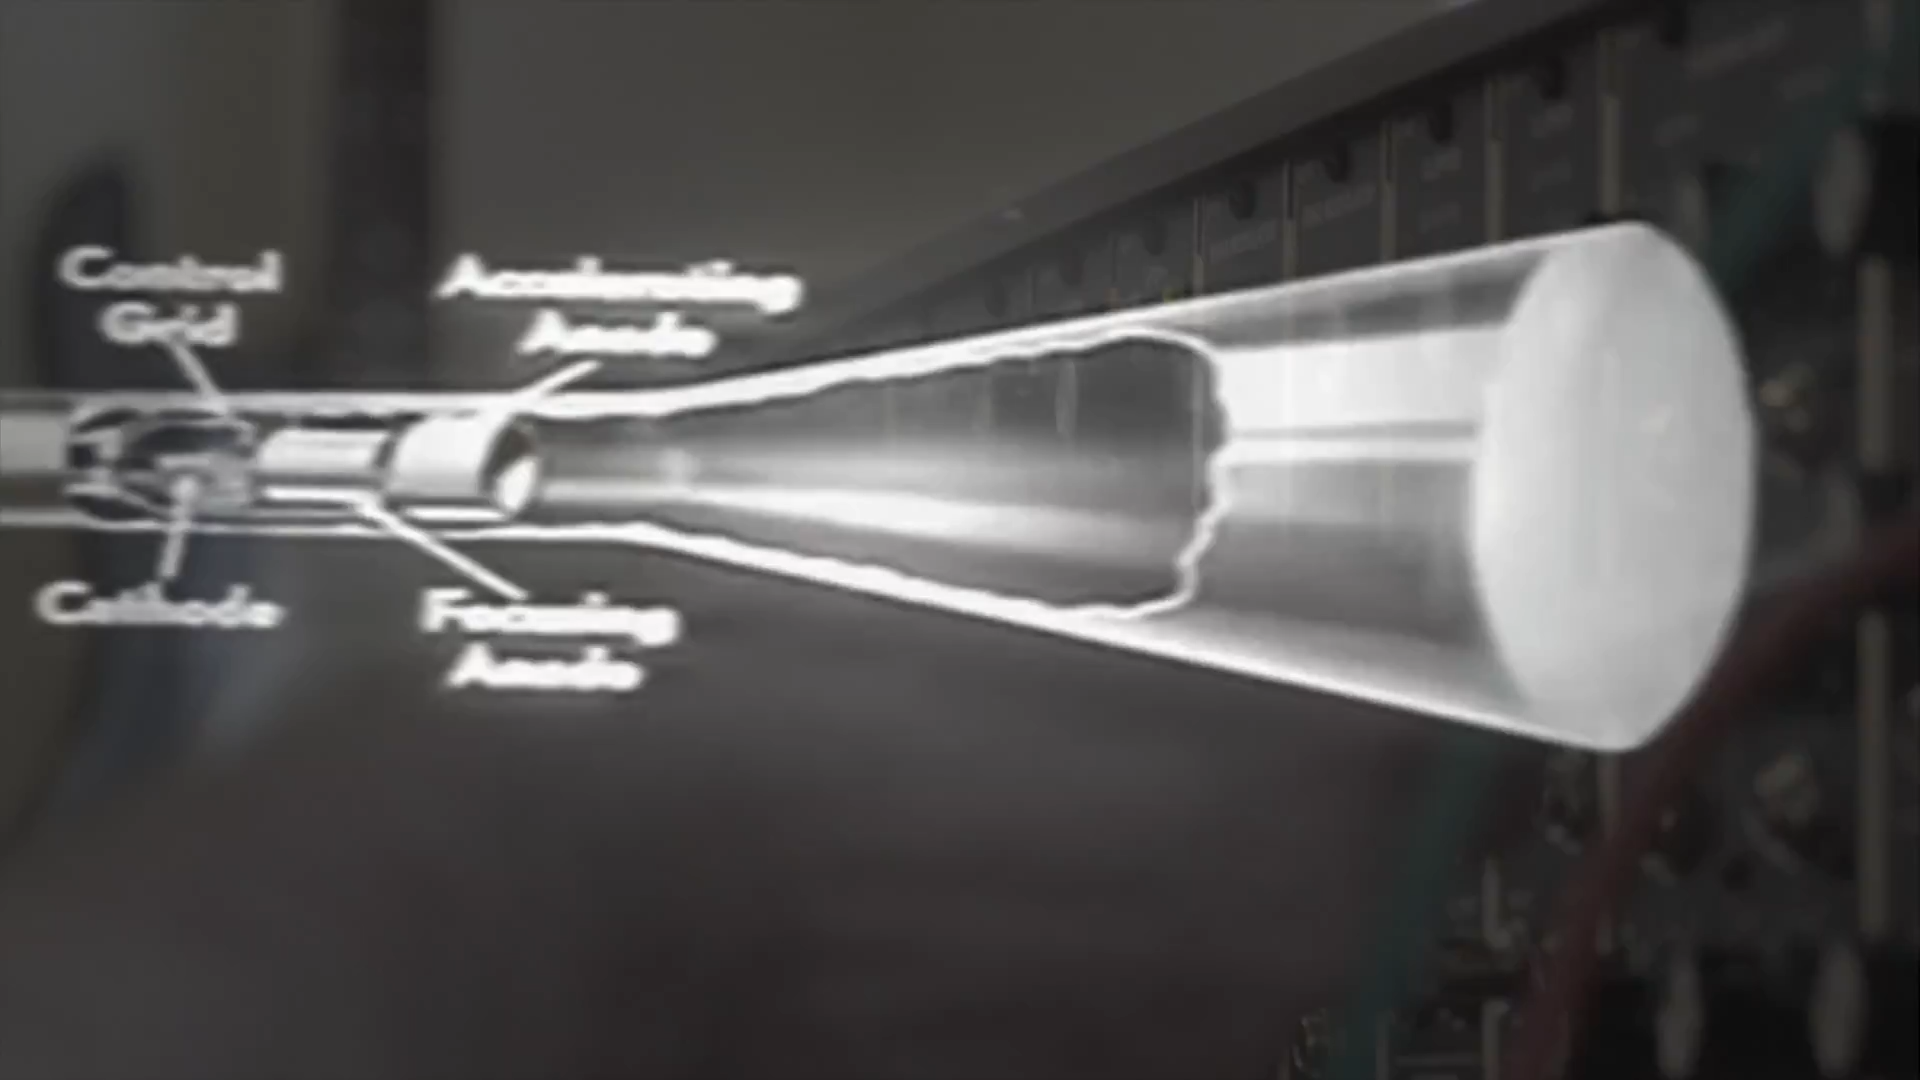 Control
Grid
Accelerating
Anode
Cathode
Focusing
Anode